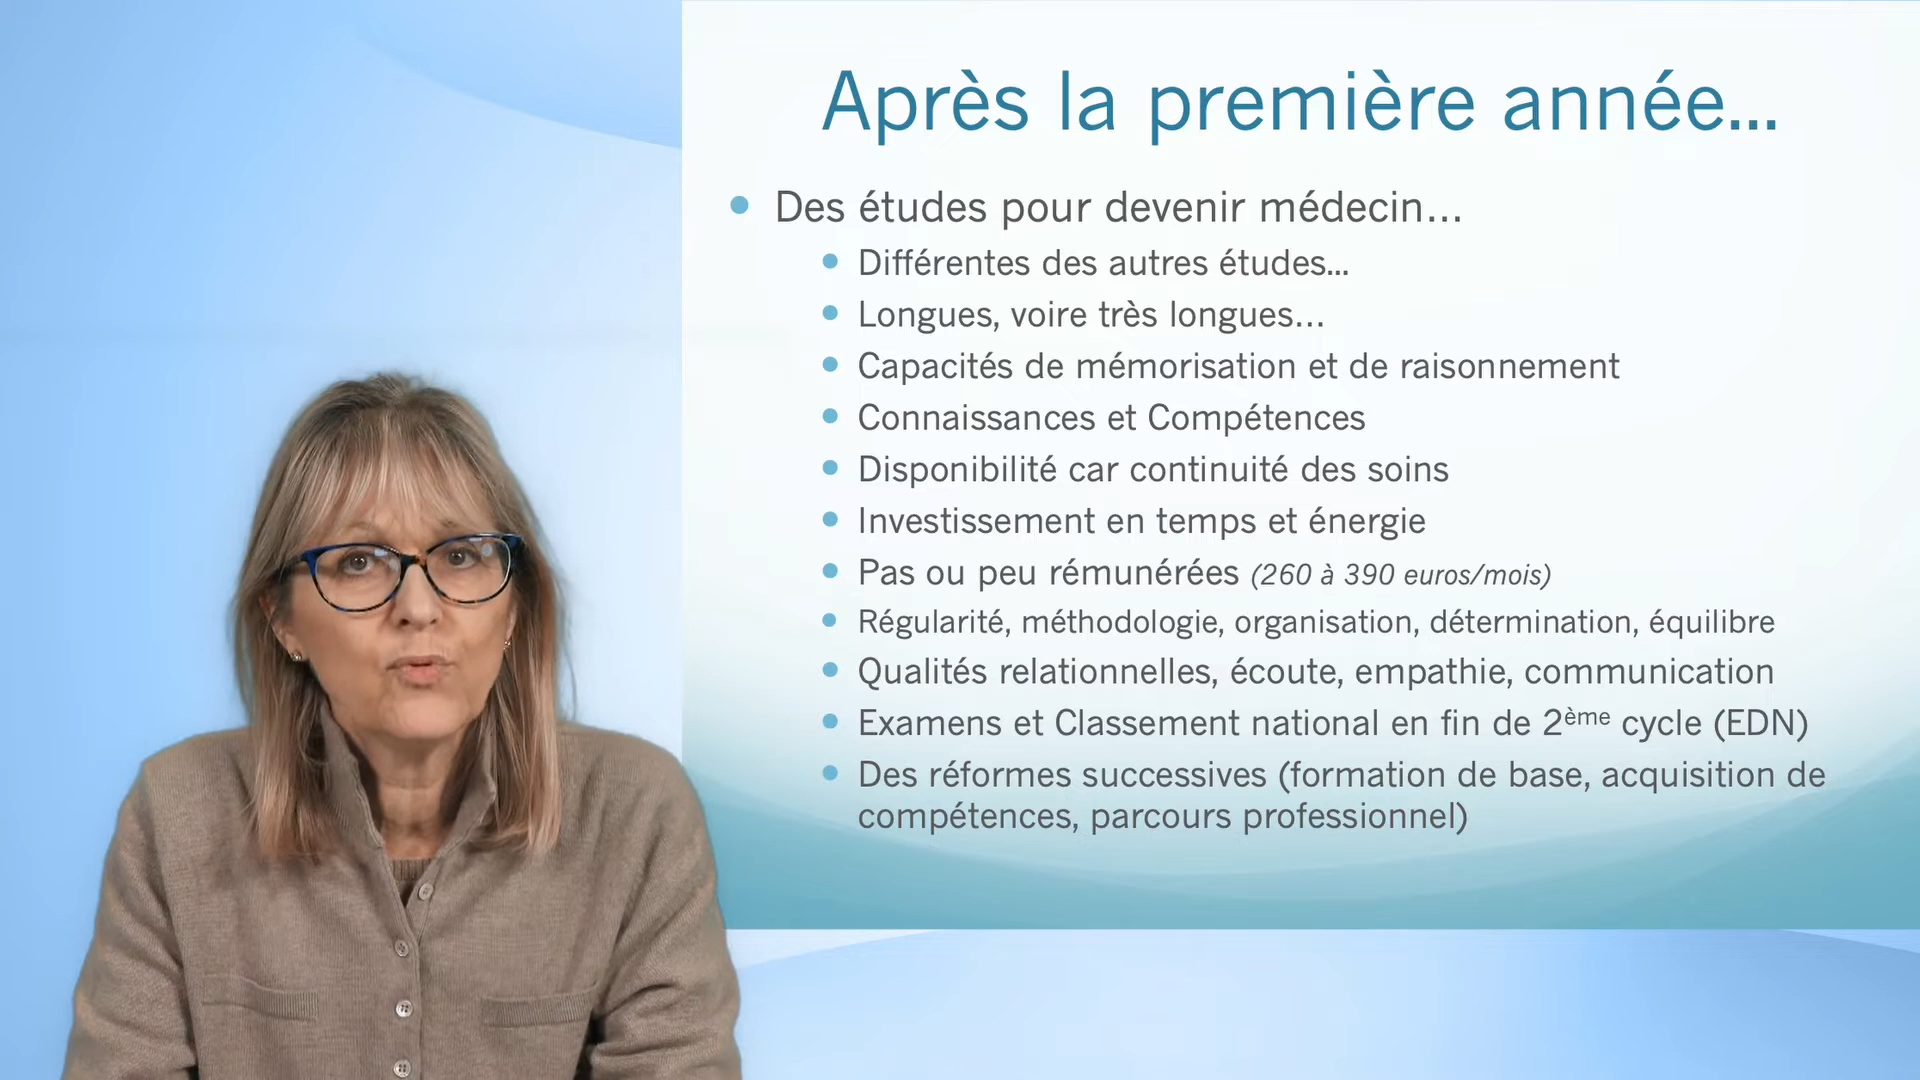 Après la première année...
Des études pour devenir médecin...
Différentes des autres études...
Longues, voire très longues...
Capacités de mémorisation et de raisonnement
Connaissances et Compétences
Disponibilité car continuité des soins
Investissement en temps et énergie
Pas ou peu rémunérées (260 à 390 euros/mois)
Régularité, méthodologie, organisation, détermination, équilibre
Qualités relationnelles, écoute, empathie, communication
Examens et Classement national en fin de 2ème cycle (EDN)
Des réformes successives (formation de base, acquisition de
compétences, parcours professionnel)